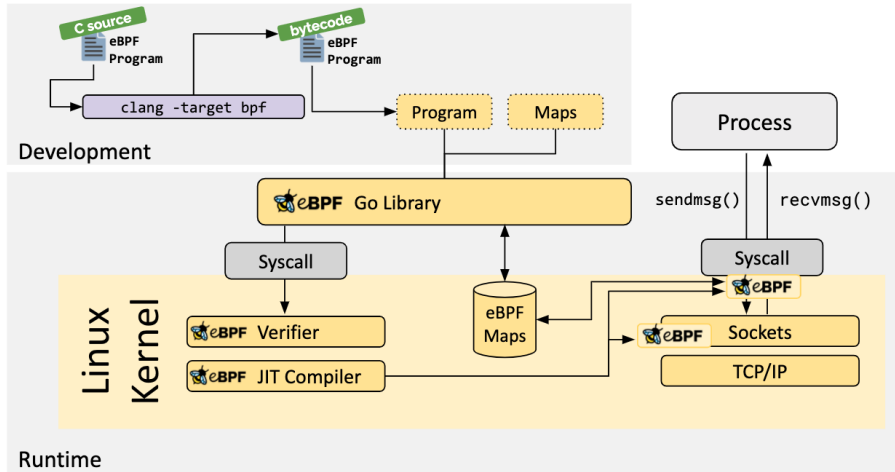 C source
eBPF
Program
bytecode
eBPF
Program
clang -target bpf
Program
Maps
Development
Process
sendmsg()
recvmsg()
eBPF Go Library
Syscall
Syscall
eBPF
Linux
Kernel
eBPF
Maps
eBPF Verifier
eBPF JIT Compiler
eBPF
Sockets
TCP/IP
Runtime